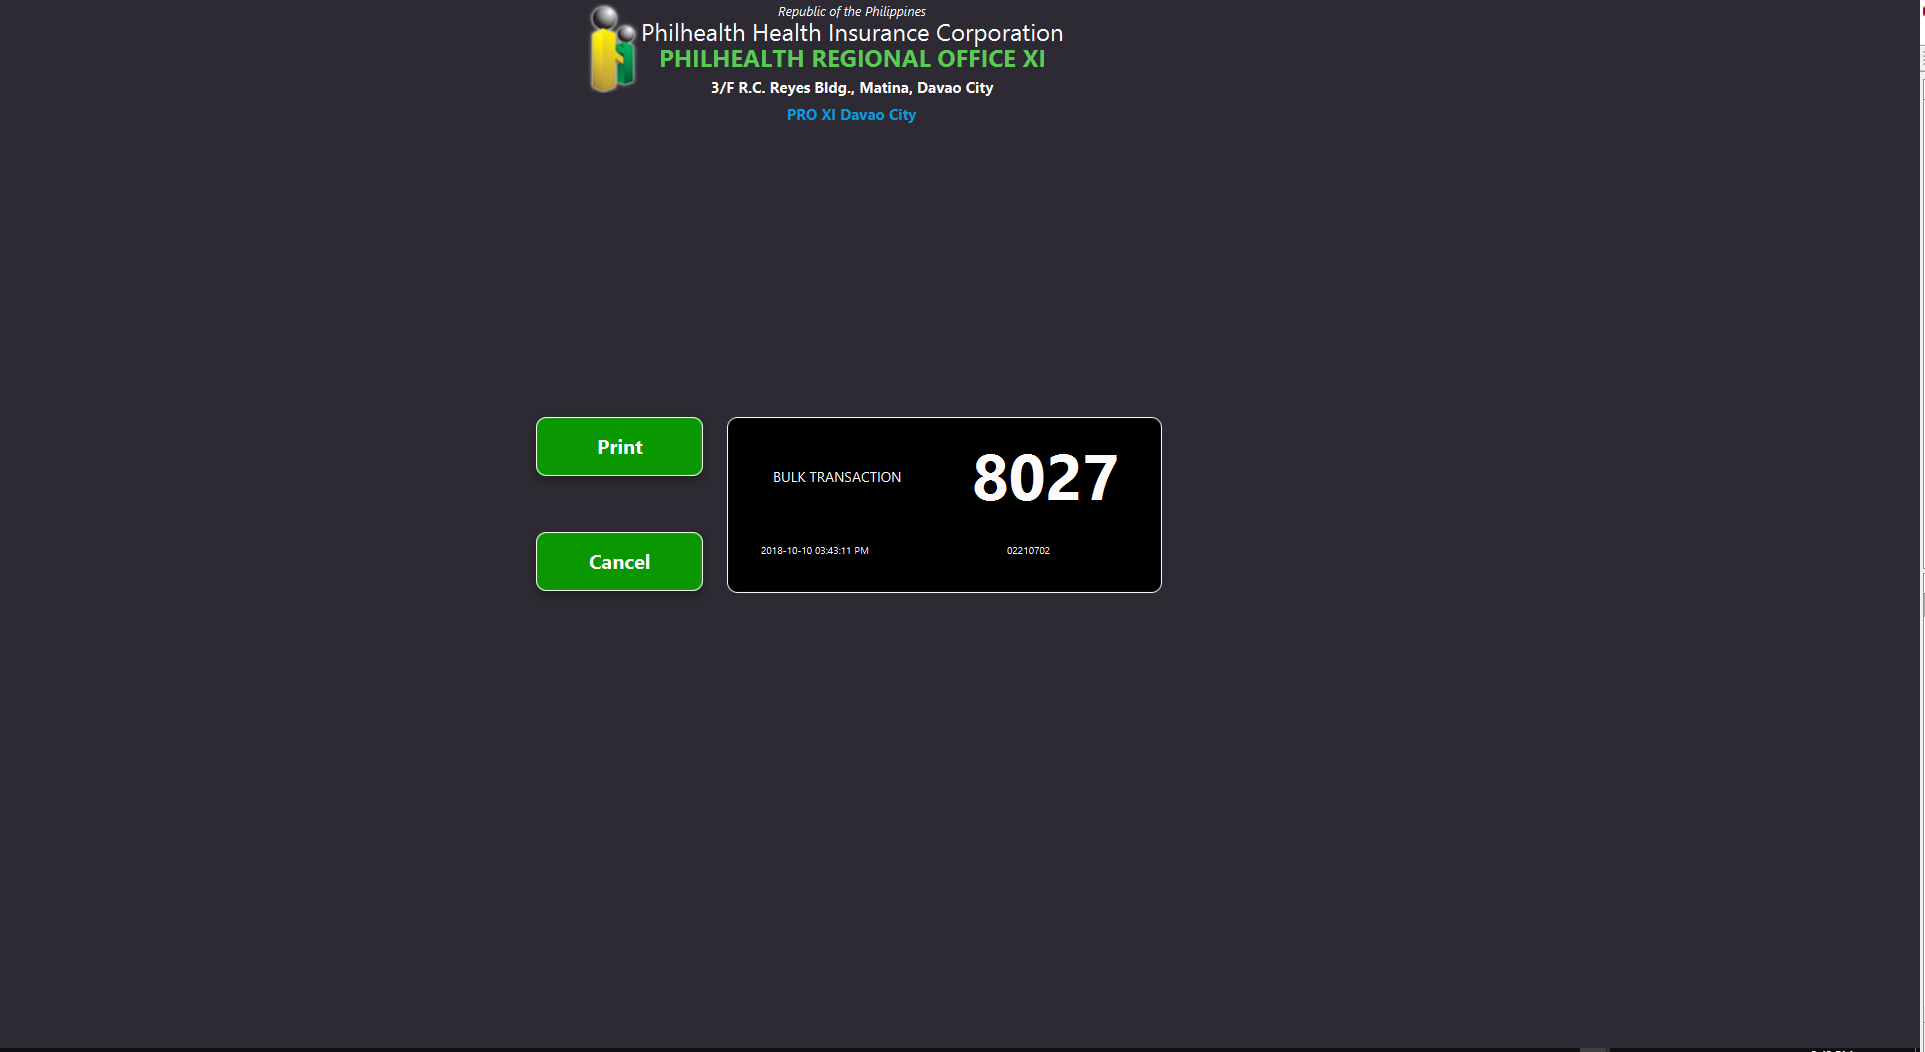 Republic of the Philippines
Philhealth Health Insurance Corporation
PHILHEALTH REGIONAL OFFICE XI
3/F R.C. Reyes Bldg., Matina, Davao City
PRO XI Davao City
Print
BULK TRANSACTION
8027
Cancel
2018-10-10 03:43:11 PM
02210702